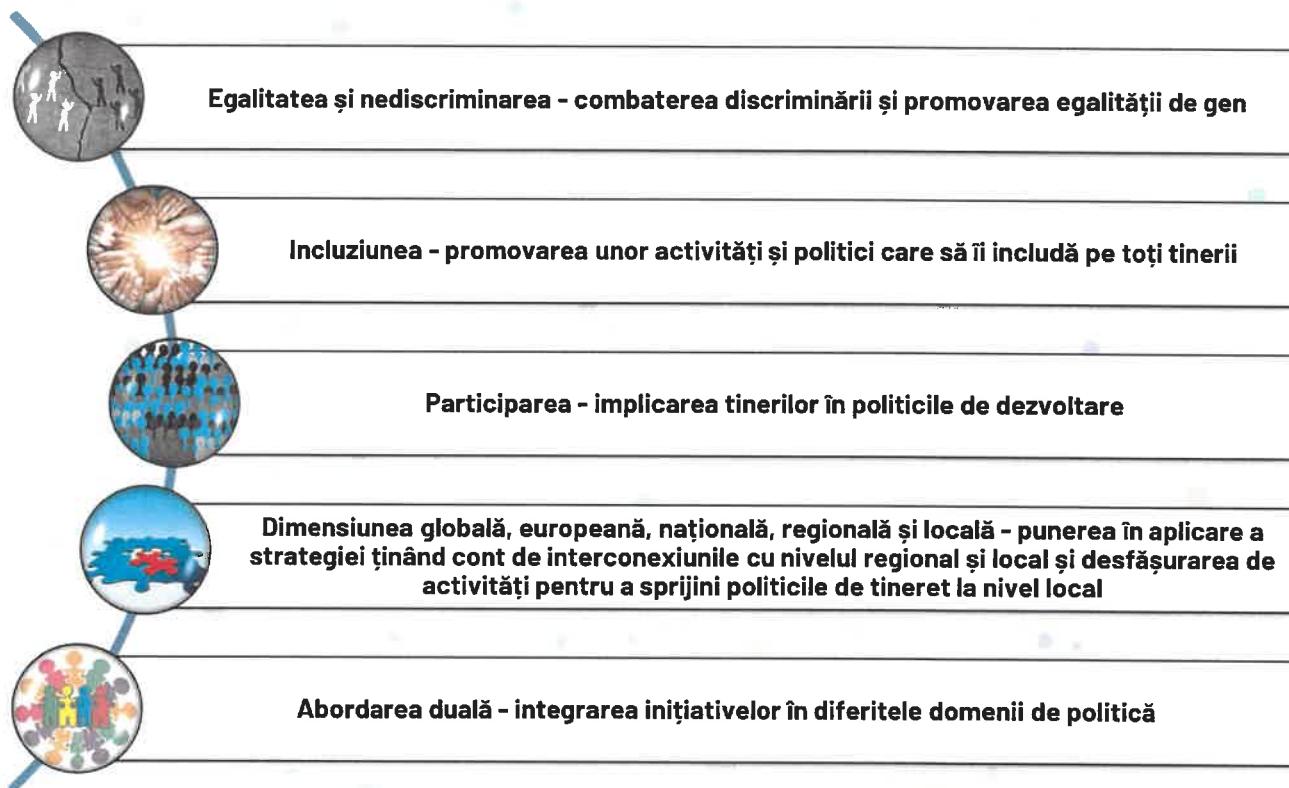 Egalitatea și nediscriminarea - combaterea discriminării și promovarea egalității de gen
Incluziunea - promovarea unor activități și politici care să îi includă pe toți tinerii
Participarea - implicarea tinerilor în politicile de dezvoltare
Dimensiunea globală, europeană, națională, regională și locală - punerea în aplicare a
strategiei ținând cont de interconexiunile cu nivelul regional și local și desfășurarea de
activități pentru a sprijini politicile de tineret la nivel local
Abordarea duală - integrarea inițiativelor în diferitele domenii de politică